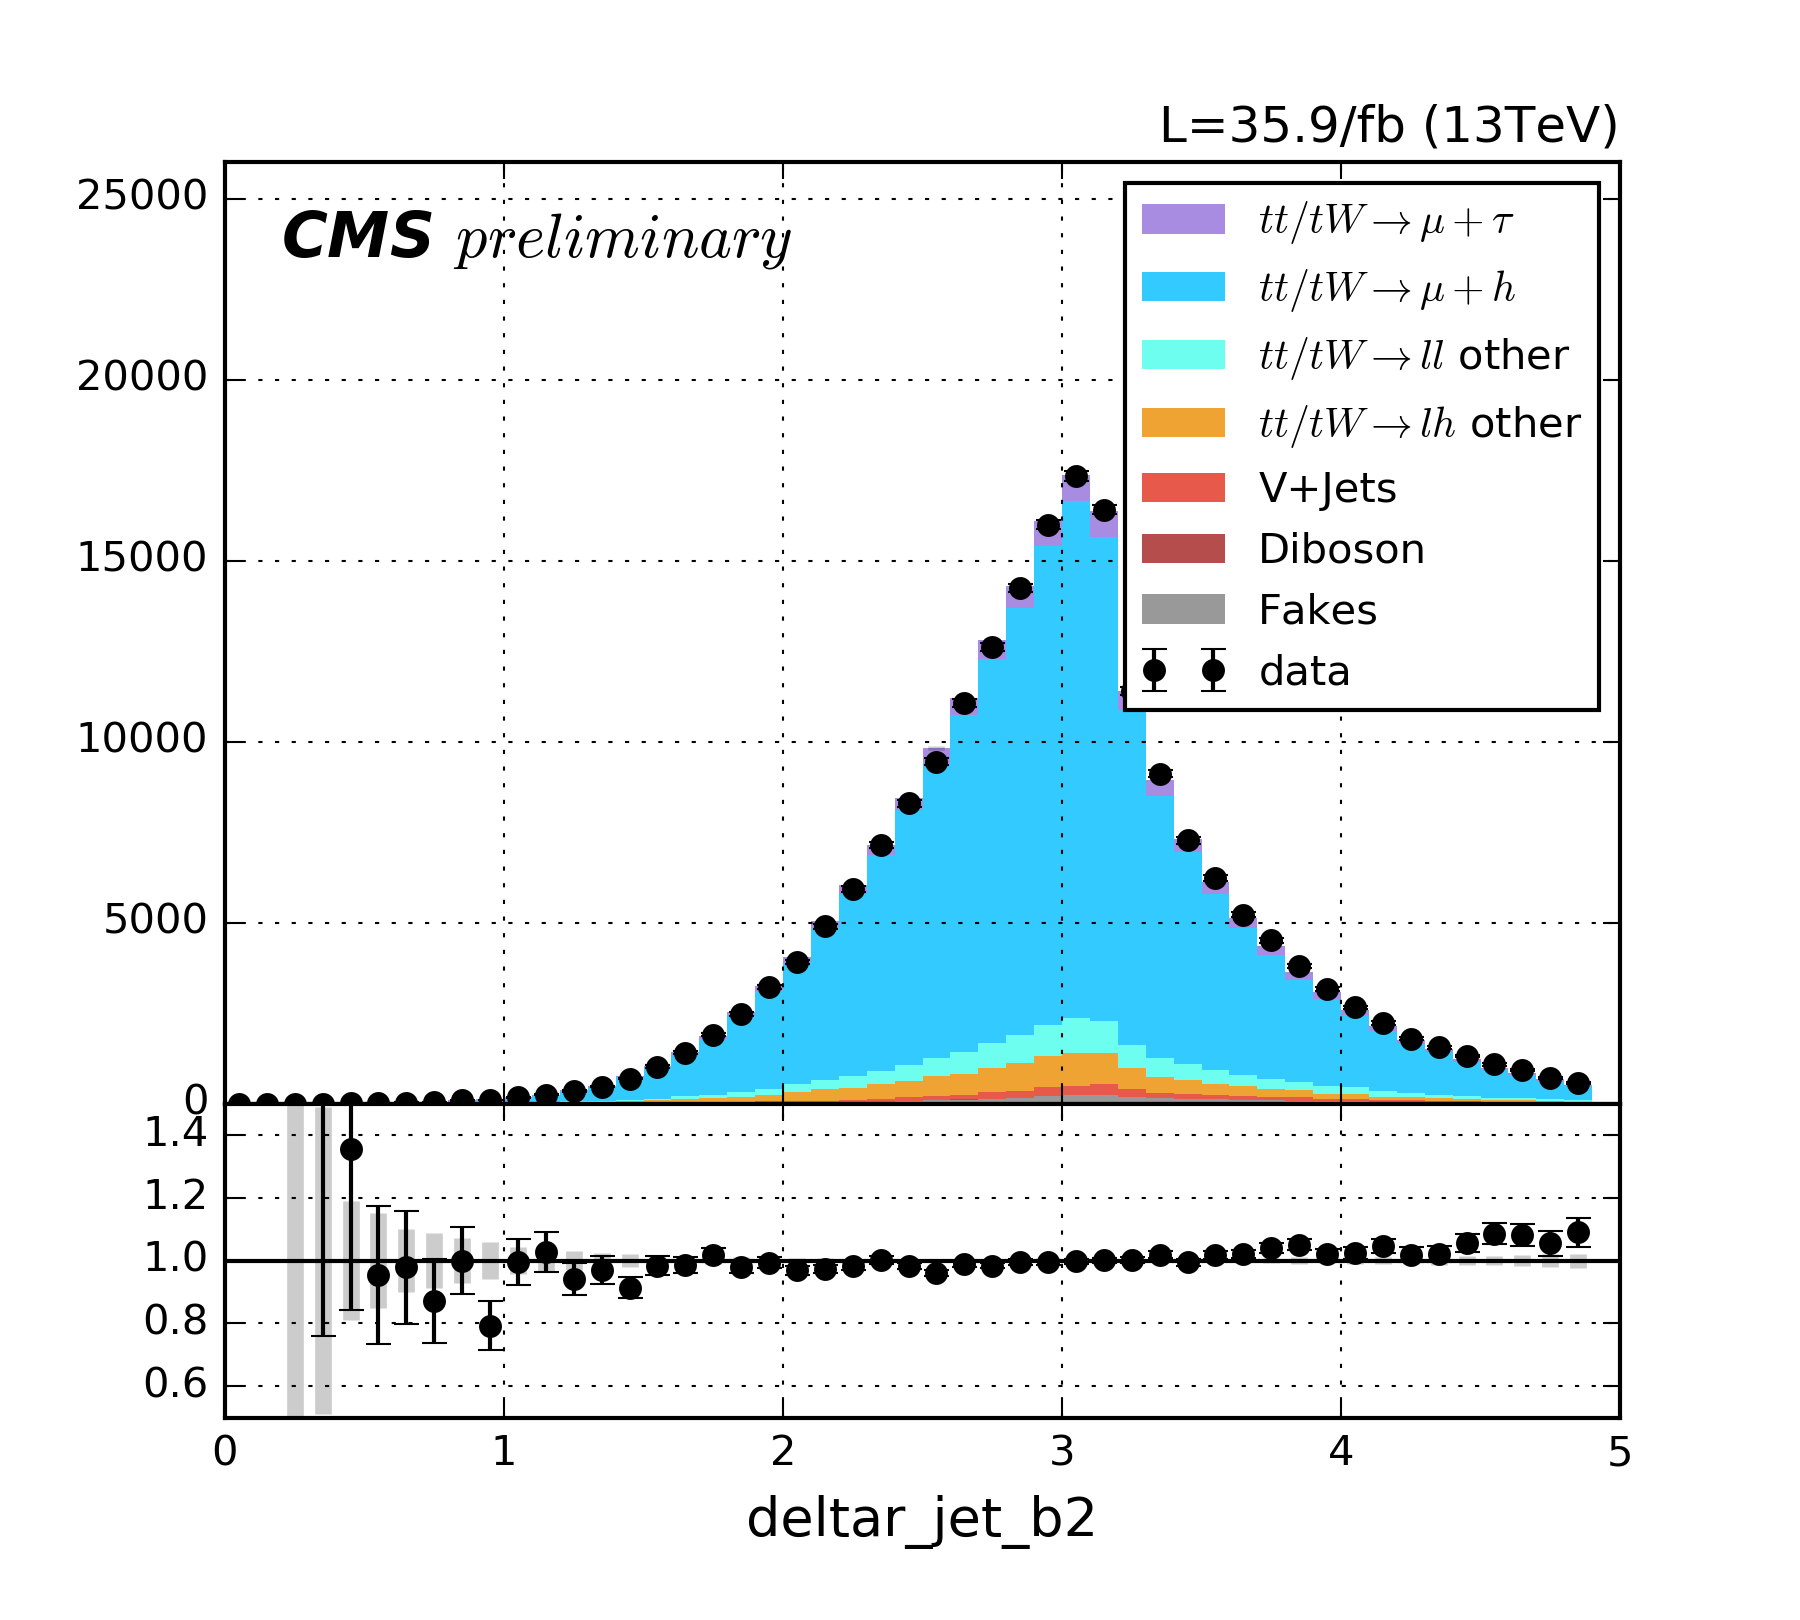 L=35.9/fb (13TeV)
CMS preliminary
25000
20000
15000
10000
5000
0
tt/tW→μ+τ
tt/tW→μ+h
tt/tW→ll other
tt/tW→lh other
V+Jets
Diboson
Fakes
data
1.4
1.2
1.0
0.8
0.6
0 1 2 3 4 5
deltar_jet_b2